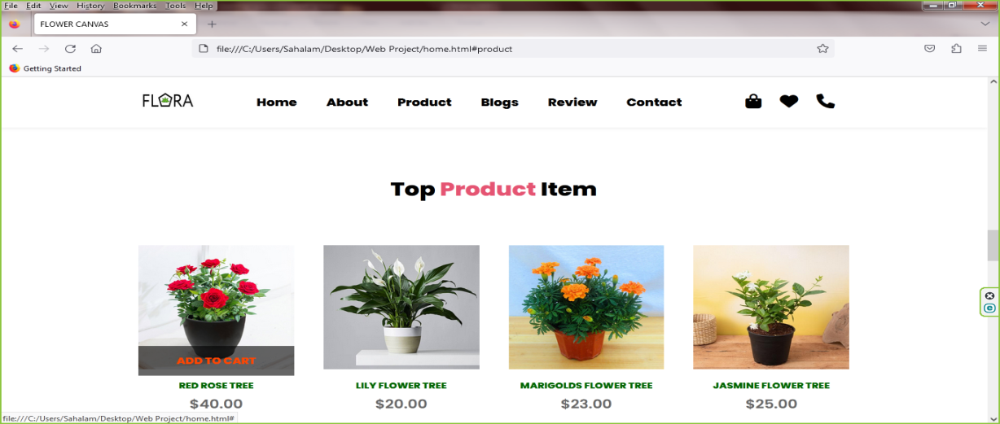 File Edit View History Bookmarks Tools Help
FLOWER CANVAS
file:///C:/Users/Sahalam/Desktop/Web Project/home.html#product
Getting Started
FLORA Home About Product Blogs Review Contact
Top Product Item
ADD TO CART
RED ROSE TREE LILY FLOWER TREE MARIGOLDS FLOWER TREE JASMINE FLOWER TREE
$40.00 $20.00 $23.00 $25.00
file:///C:/Users/Sahalam/Desktop/Web Project/home.html#